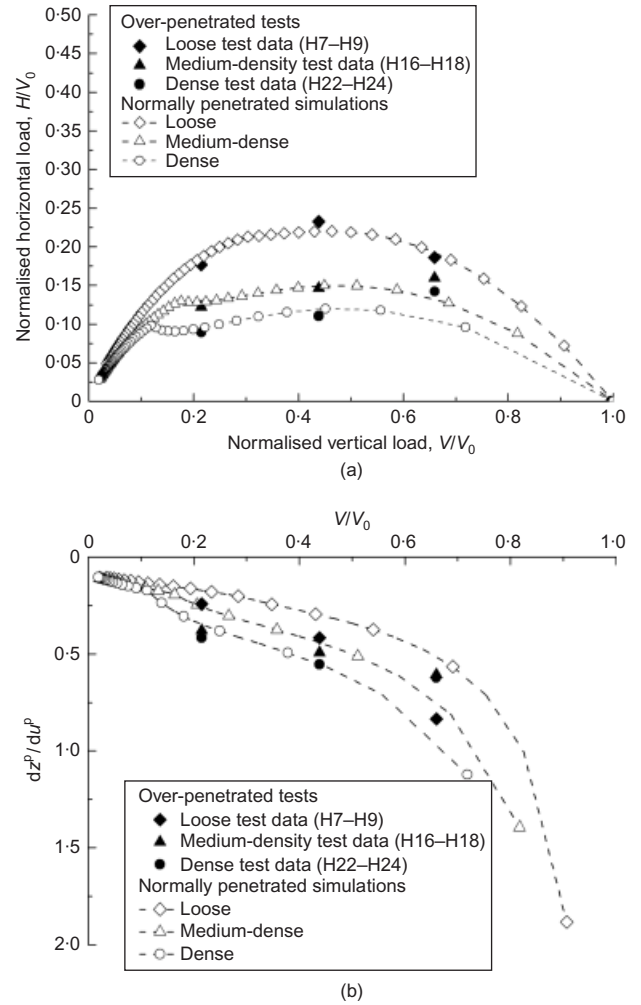 0·50
0·45
0·40
0·35
0·30
0·25
0·20
0·15
0·10
0·05
0
Normalised horizontal load, H/V0
Over-penetrated tests
Loose test data (H7–H9)
Medium-density test data (H16–H18)
Dense test data (H22–H24)
Normally penetrated simulations
Loose
Medium-dense
Dense
0 0·2 0·4 0·6 0·8 1·0
Normalised vertical load, V/V0
(a)
V/V0
0 0·2 0·4 0·6 0·8 1·0
0
0·5
1·0
1·5
2·0
dzp/dup
Over-penetrated tests
Loose test data (H7–H9)
Medium-density test data (H16–H18)
Dense test data (H22–H24)
Normally penetrated simulations
Loose
Medium-dense
Dense
(b)